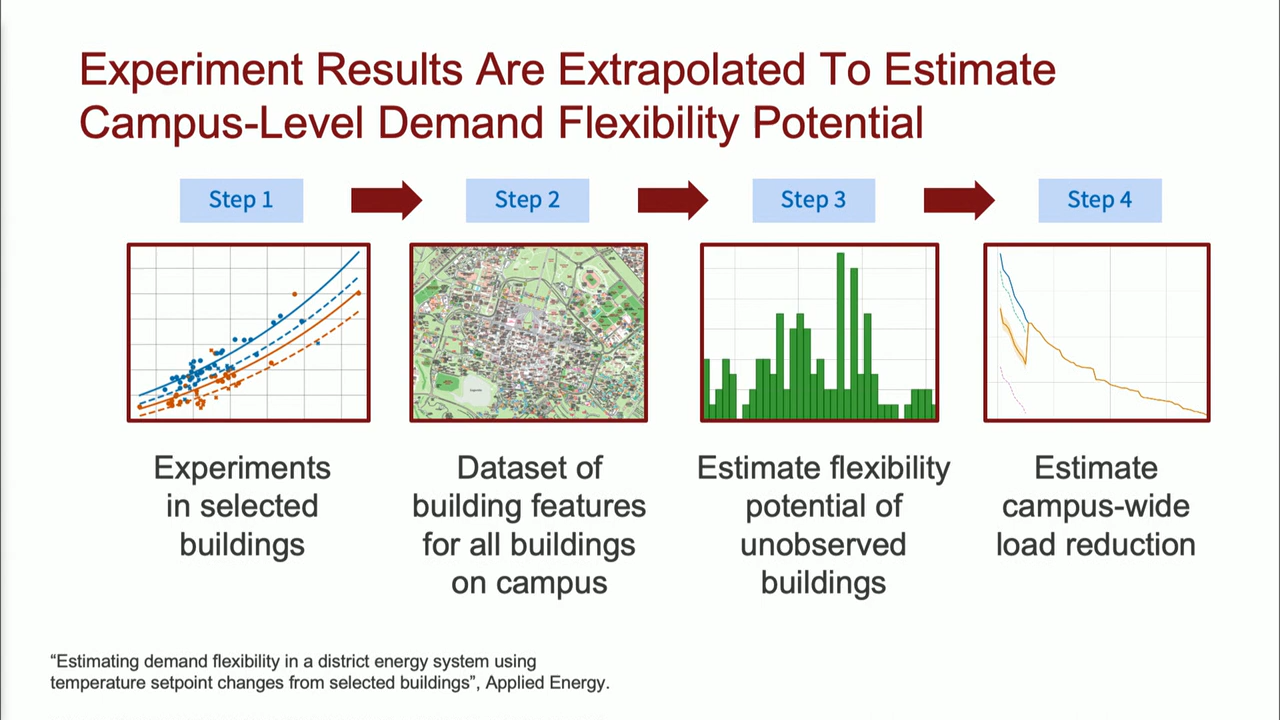 Experiment Results Are Extrapolated To Estimate
Campus-Level Demand Flexibility Potential
Step 1
Step 2
Step 3
Step 4
Experiments
in selected
buildings
Dataset of
building features
for all buildings
on campus
Estimate flexibility
potential of
unobserved
buildings
Estimate
campus-wide
load reduction
“Estimating demand flexibility in a district energy system using
temperature setpoint changes from selected buildings”, Applied Energy.